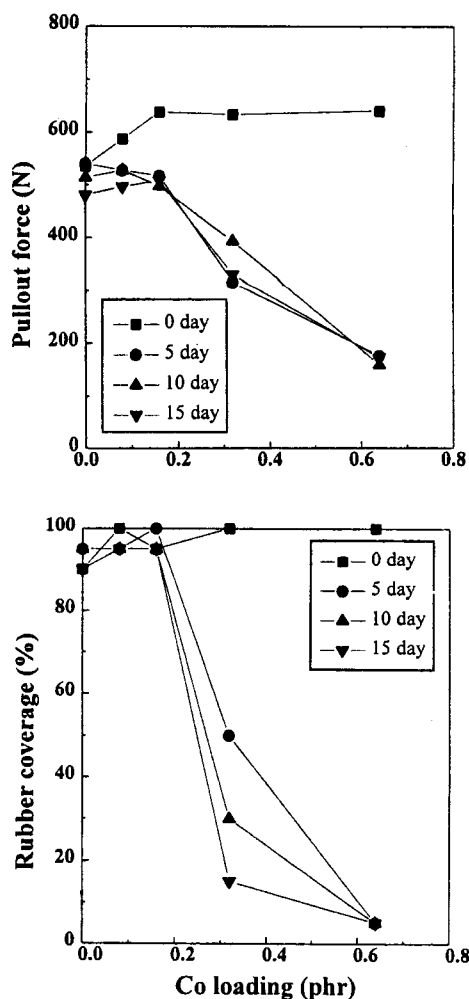 800
600
400
200
0
Pullout force (N)
0 day
5 day
10 day
15 day
0.0 0.2 0.4 0.6 0.8
100
80
60
40
20
0
Rubber coverage (%)
0 day
5 day
10 day
15 day
0.0 0.2 0.4 0.6 0.8
Co loading (phr)